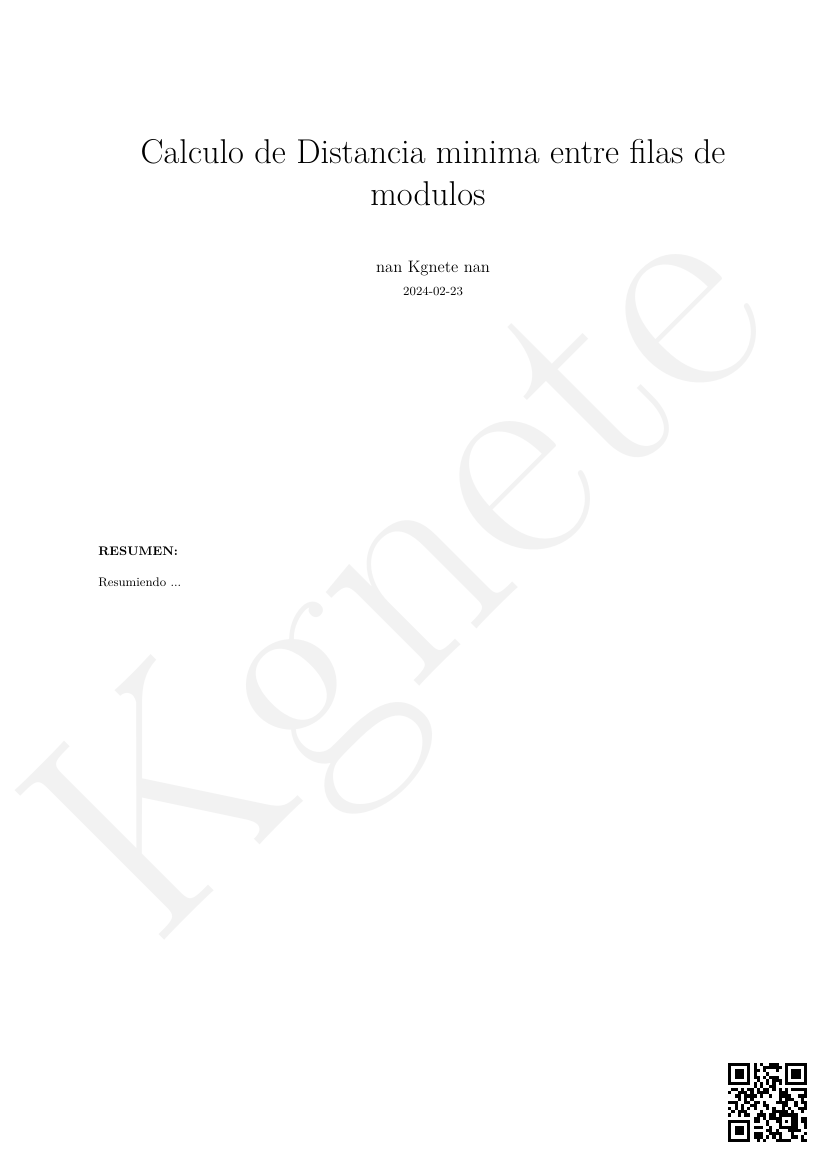 Calculo de Distancia minima entre filas de
modulos
nan Kgnete nan
2024-02-23
RESUMEN:
Resumiendo ...
Kgnete